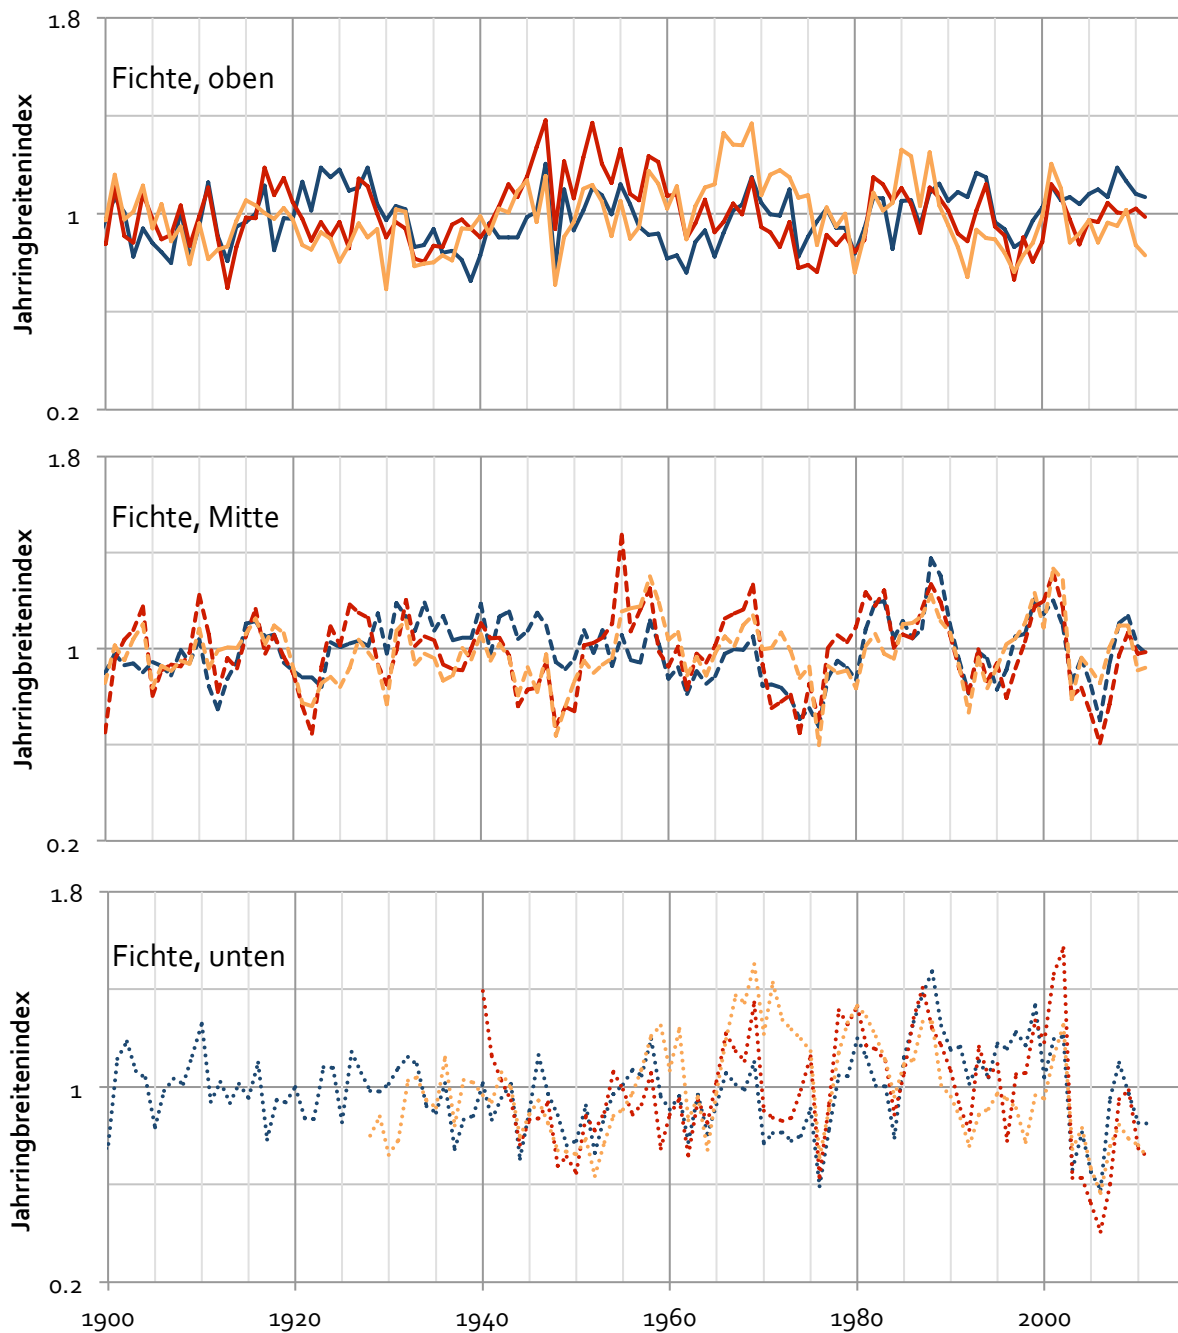 1.8
Fichte, oben
Jahrringbreitenindex
1
0.2
1.8
Fichte, Mitte
Jahrringbreitenindex
1
0.2
1.8
Fichte, unten
Jahrringbreitenindex
1
0.2
1900 1920 1940 1960 1980 2000